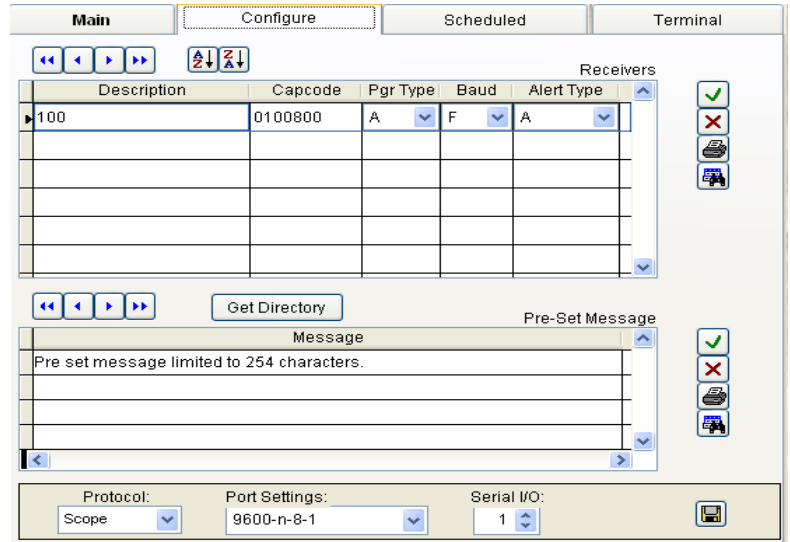 Main Configure Scheduled Terminal
Receivers
Description Capcode Pgr Type Baud Alert Type
100 0100800 A F A
Get Directory
Pre-Set Message
Message
Pre set message limited to 254 characters.
Protocol: Port Settings: Serial I/O:
Scope 9600-n-8-1 1